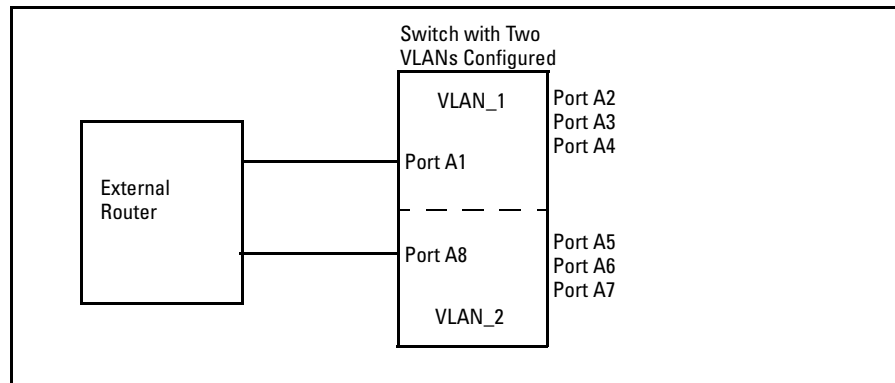 Switch with Two
VLANs Configured
VLAN_1
Port A2
Port A3
Port A4
Port A1
External
Router
Port A8
Port A5
Port A6
Port A7
VLAN_2